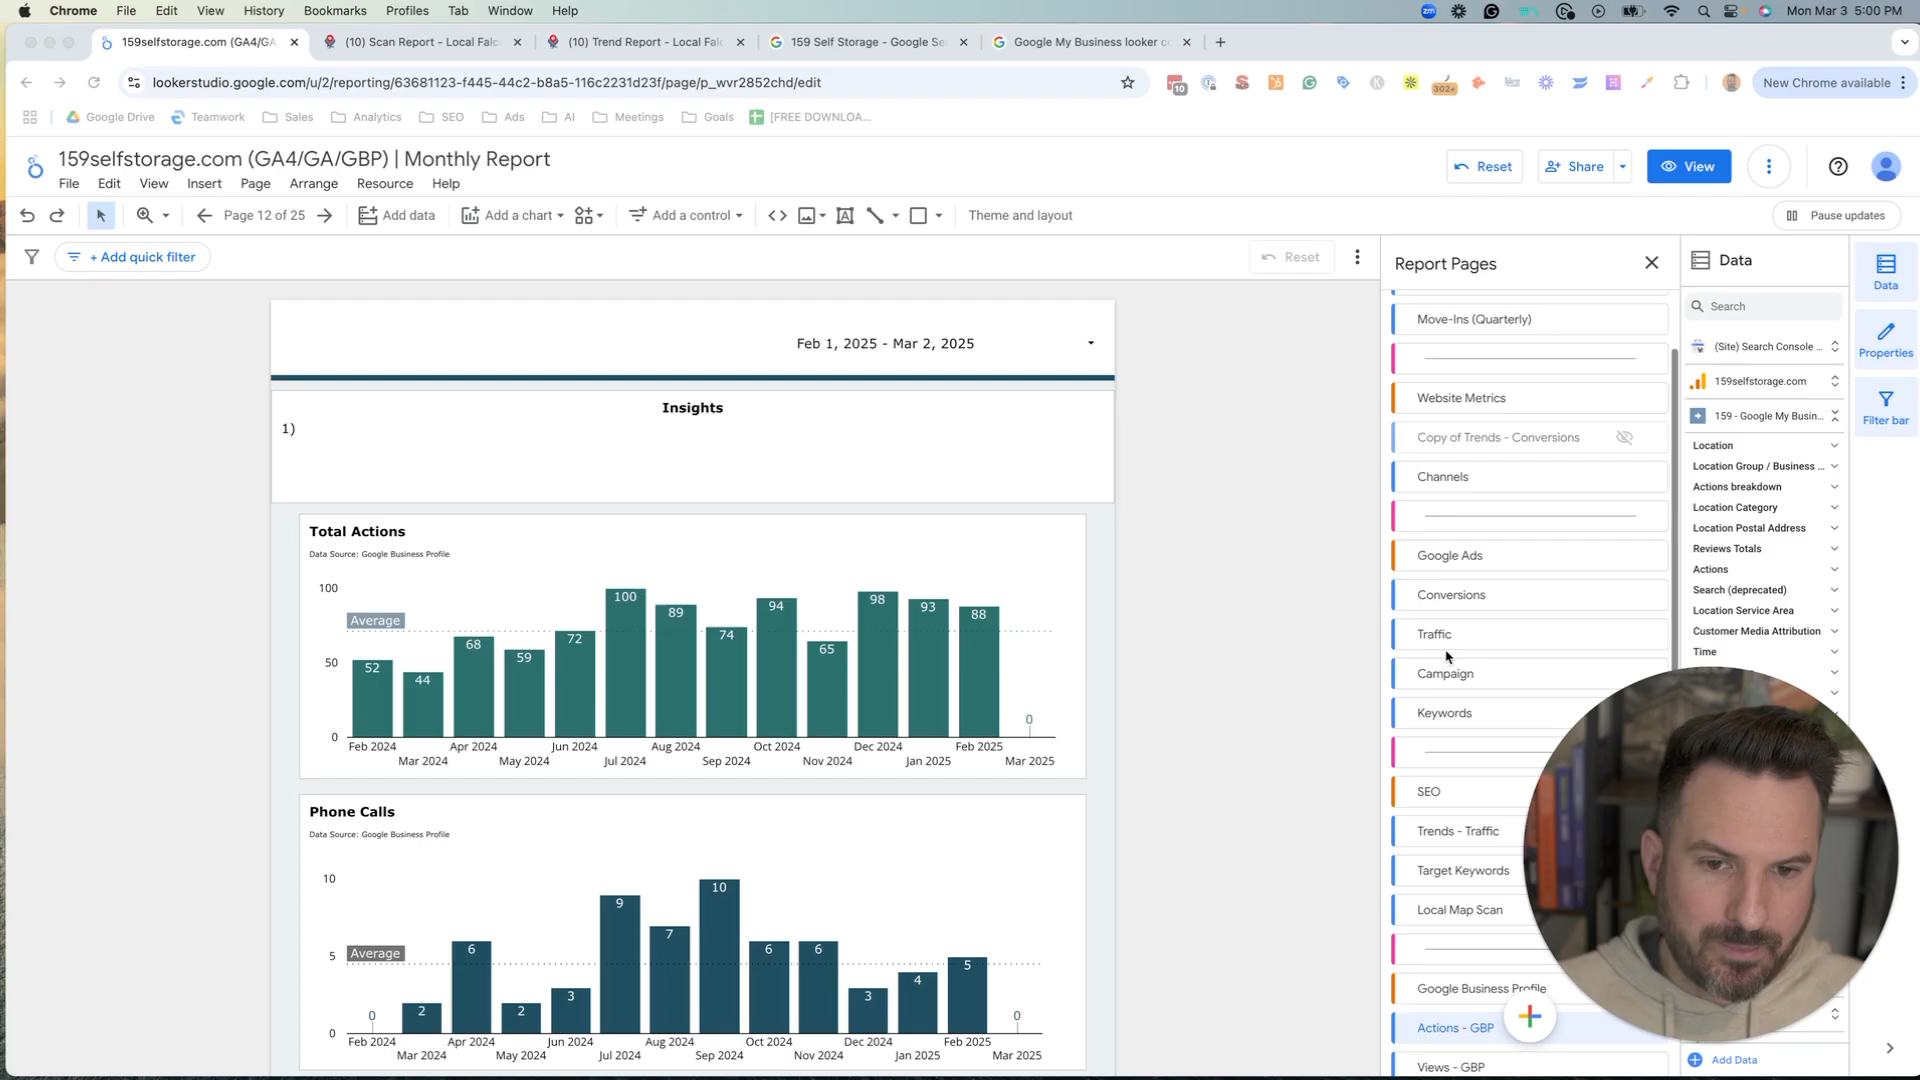 Chrome File Edit View History Bookmarks Profiles Tab Window Help
zm
Mon Mar 3 5:00 PM
159selfstorage.com (GA4/GA
(10) Scan Report - Local Falc
(10) Trend Report - Local Falc
159 Self Storage - Google Se
Google My Business looker c
lookerstudio.google.com/u/2/reporting/63681123-f445-44c2-b8a5-116c2231d23f/page/p_wvr2852chd/edit
10
302+
New Chrome available
Google Drive
Teamwork
Sales
Analytics
SEO
Ads
AI
Meetings
Goals
[FREE DOWNLOA...
159selfstorage.com (GA4/GA/GBP) | Monthly Report
File Edit View Insert Page Arrange Resource Help
Reset
Share
View
Page 12 of 25
Add data
Add a chart
Add a control
Theme and layout
Pause updates
+ Add quick filter
Reset
Feb 1, 2025 - Mar 2, 2025
Insights
1)
Total Actions
Data Source: Google Business Profile
100
50
0
Average
52 44 68 59 72 100 89 74 94 65 98 93 88 0
Feb 2024 Apr 2024 Jun 2024 Aug 2024 Oct 2024 Dec 2024 Feb 2025
Mar 2024 May 2024 Jul 2024 Sep 2024 Nov 2024 Jan 2025 Mar 2025
Phone Calls
Data Source: Google Business Profile
10
5
0
Average
0 2 6 2 3 9 7 10 6 6 3 4 5 0
Feb 2024 Apr 2024 Jun 2024 Aug 2024 Oct 2024 Dec 2024 Feb 2025
Mar 2024 May 2024 Jul 2024 Sep 2024 Nov 2024 Jan 2025 Mar 2025
Report Pages
Move-Ins (Quarterly)
Website Metrics
Copy of Trends - Conversions
Channels
Google Ads
Conversions
Traffic
Campaign
Keywords
SEO
Trends - Traffic
Target Keywords
Local Map Scan
Google Business Profile
Actions - GBP
Views - GBP
Data
Search
(Site) Search Console ...
159selfstorage.com
159 - Google My Busin...
Location
Location Group / Business ...
Actions breakdown
Location Category
Location Postal Address
Reviews Totals
Actions
Search (deprecated)
Location Service Area
Customer Media Attribution
Time
Add Data
Data
Properties
Filter bar